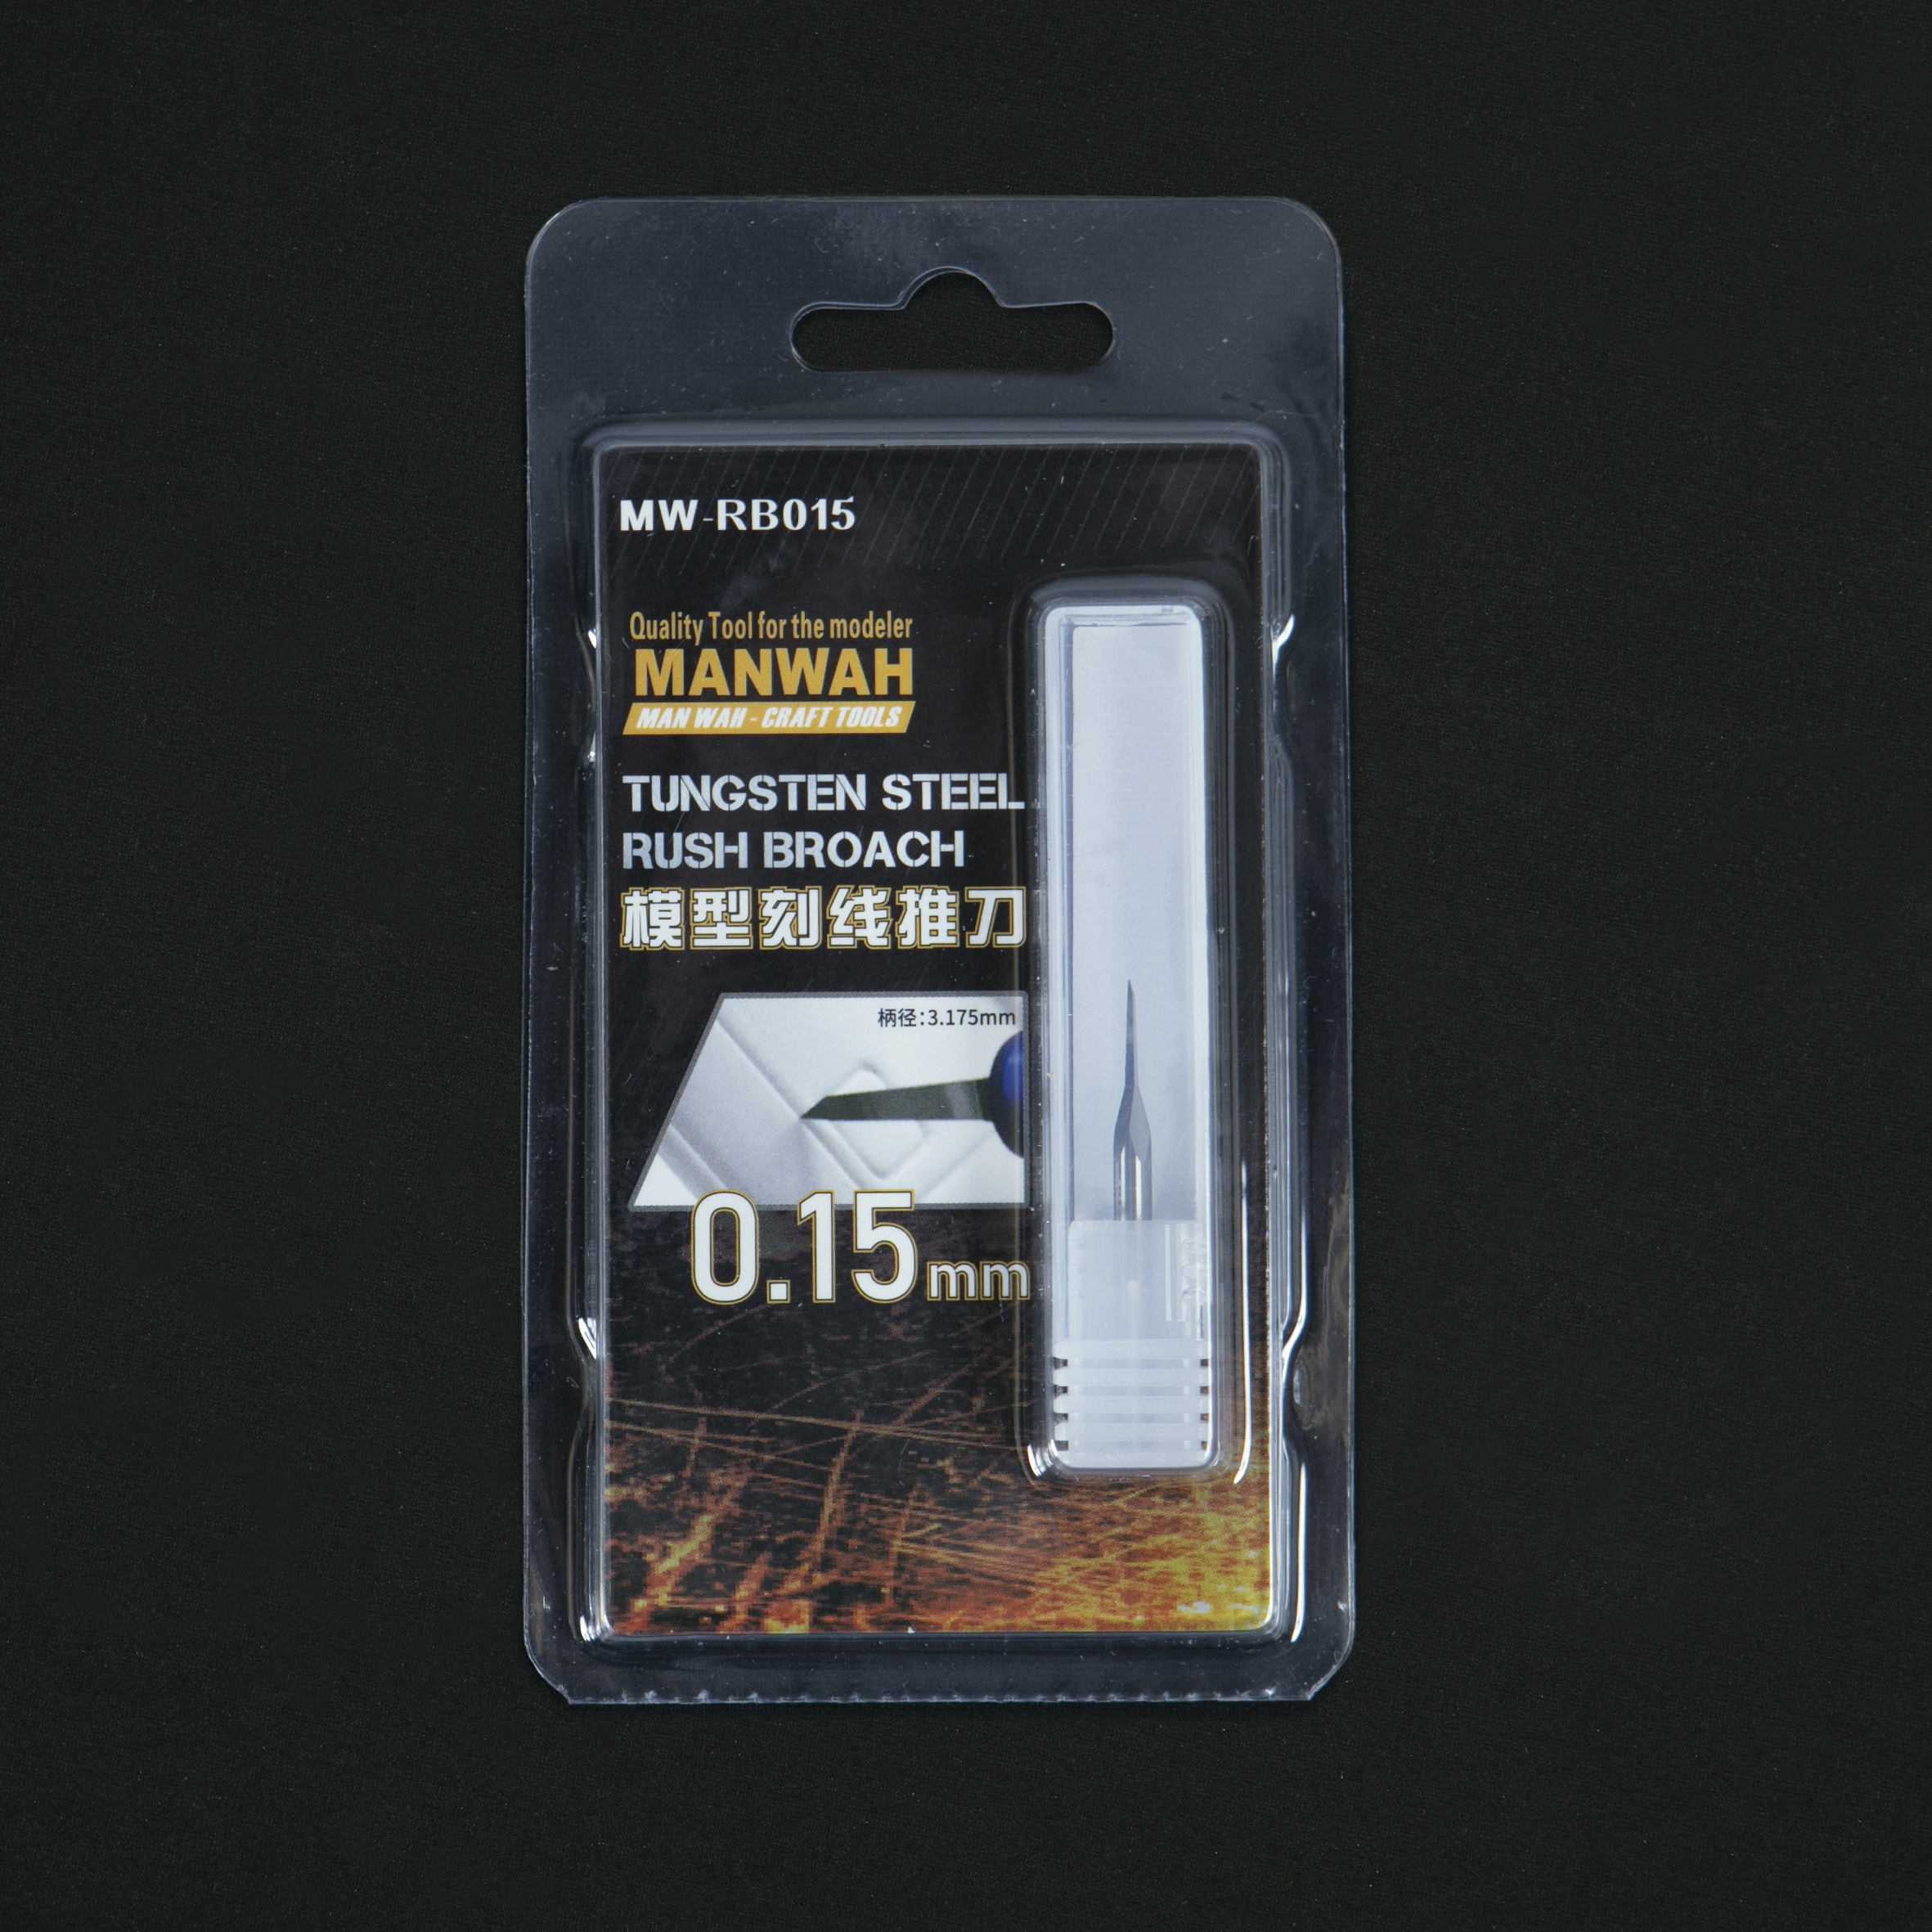 MW-RB015
Quality Tool for the modeler
MANWAH
MAN WAH - CRAFT TOOLS
TUNGSTEN STEEL
RUSH BROACH
模型刻线推刀
柄径:3.175mm
0.15mm